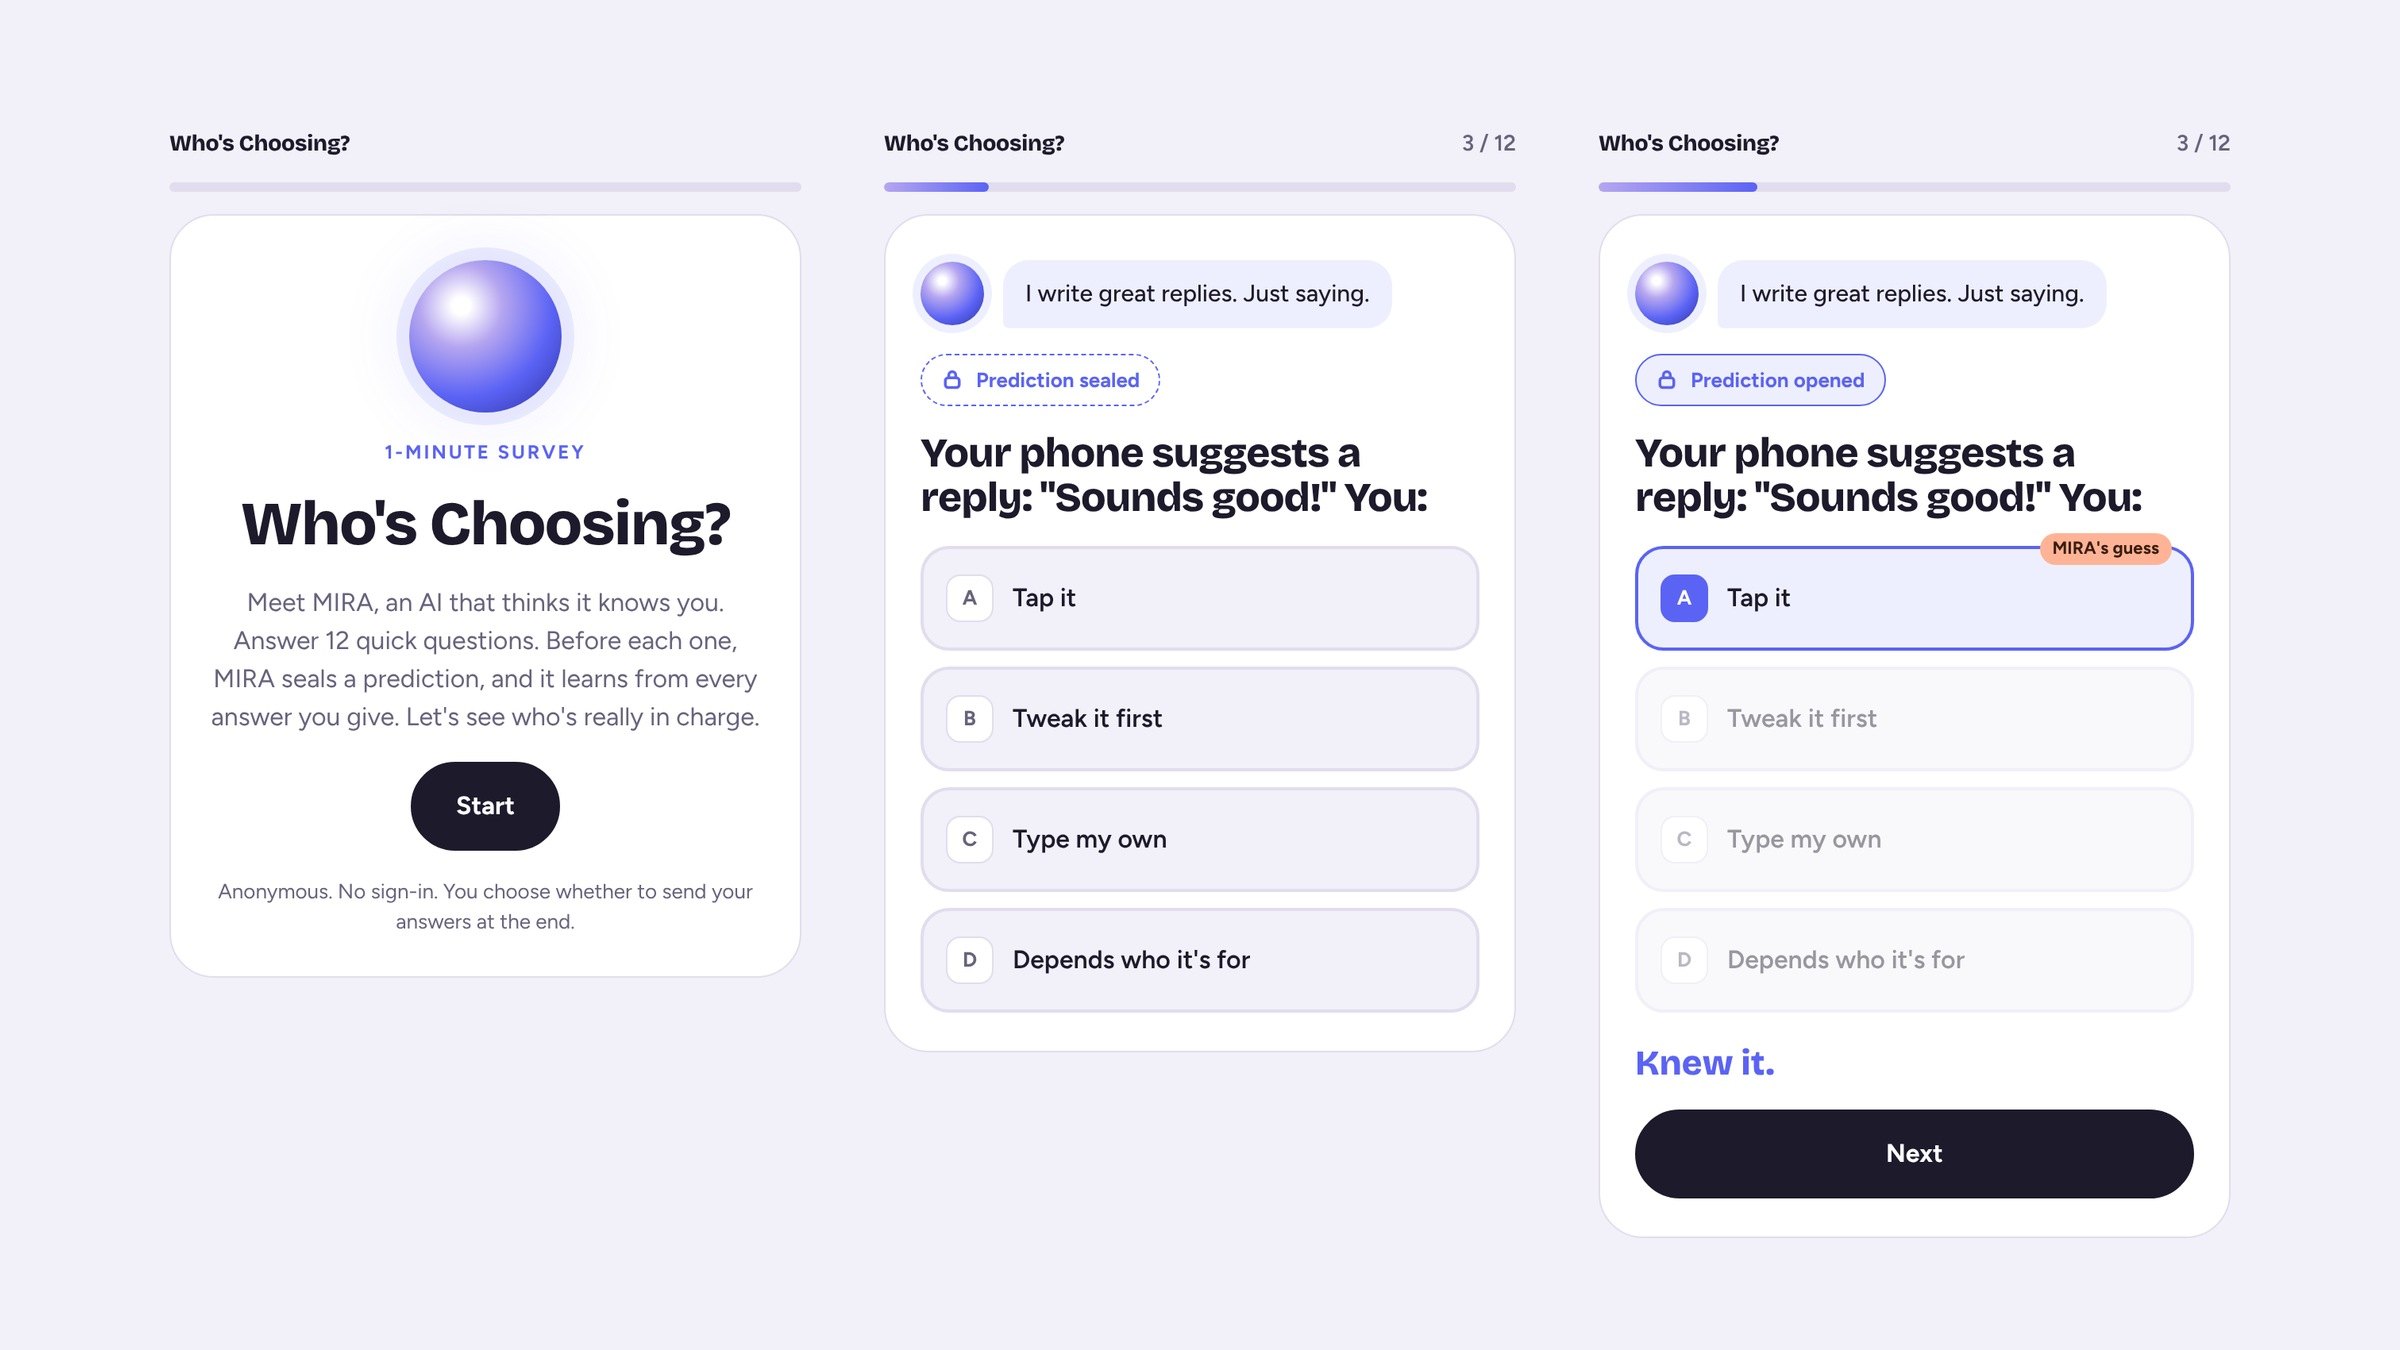 Who's Choosing?
1-MINUTE SURVEY
Who's Choosing?
Meet MIRA, an AI that thinks it knows you.
Answer 12 quick questions. Before each one,
MIRA seals a prediction, and it learns from every
answer you give. Let's see who's really in charge.
Start
Anonymous. No sign-in. You choose whether to send your
answers at the end.
Who's Choosing?
3 / 12
I write great replies. Just saying.
Prediction sealed
Your phone suggests a
reply: "Sounds good!" You:
A
Tap it
B
Tweak it first
C
Type my own
D
Depends who it's for
Who's Choosing?
3 / 12
I write great replies. Just saying.
Prediction opened
Your phone suggests a
reply: "Sounds good!" You:
MIRA's guess
A
Tap it
B
Tweak it first
C
Type my own
D
Depends who it's for
Knew it.
Next